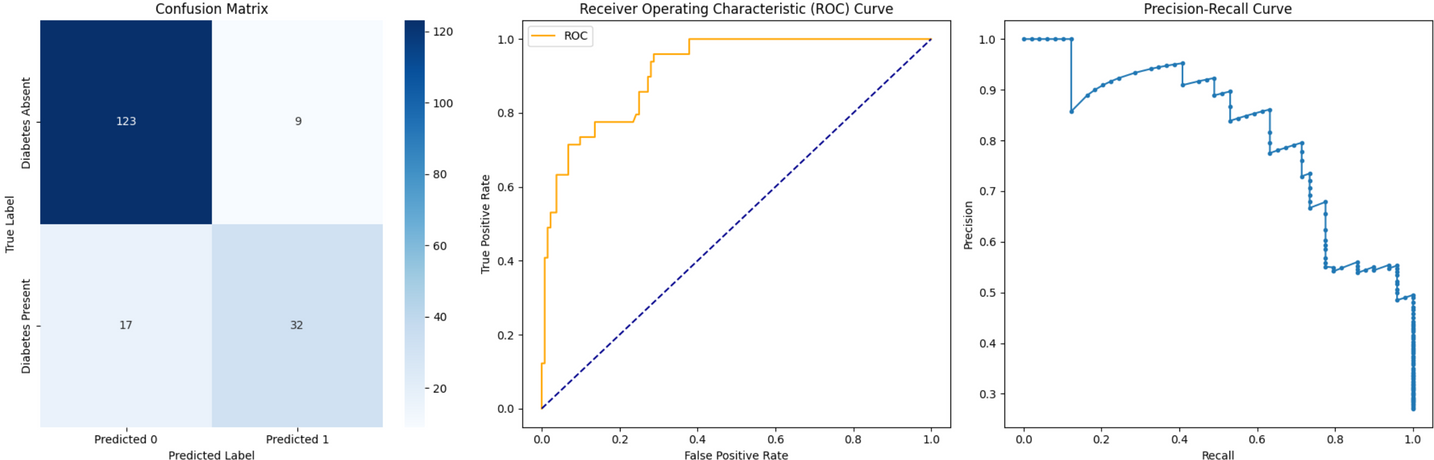 Confusion Matrix
Diabetes Absent
Diabetes Present
True Label
123
9
17
32
Predicted 0
Predicted 1
Predicted Label
120
100
80
60
40
20
Receiver Operating Characteristic (ROC) Curve
ROC
True Positive Rate
1.0
0.8
0.6
0.4
0.2
0.0
0.0
0.2
0.4
0.6
0.8
1.0
False Positive Rate
Precision-Recall Curve
Precision
1.0
0.9
0.8
0.7
0.6
0.5
0.4
0.3
0.0
0.2
0.4
0.6
0.8
1.0
Recall